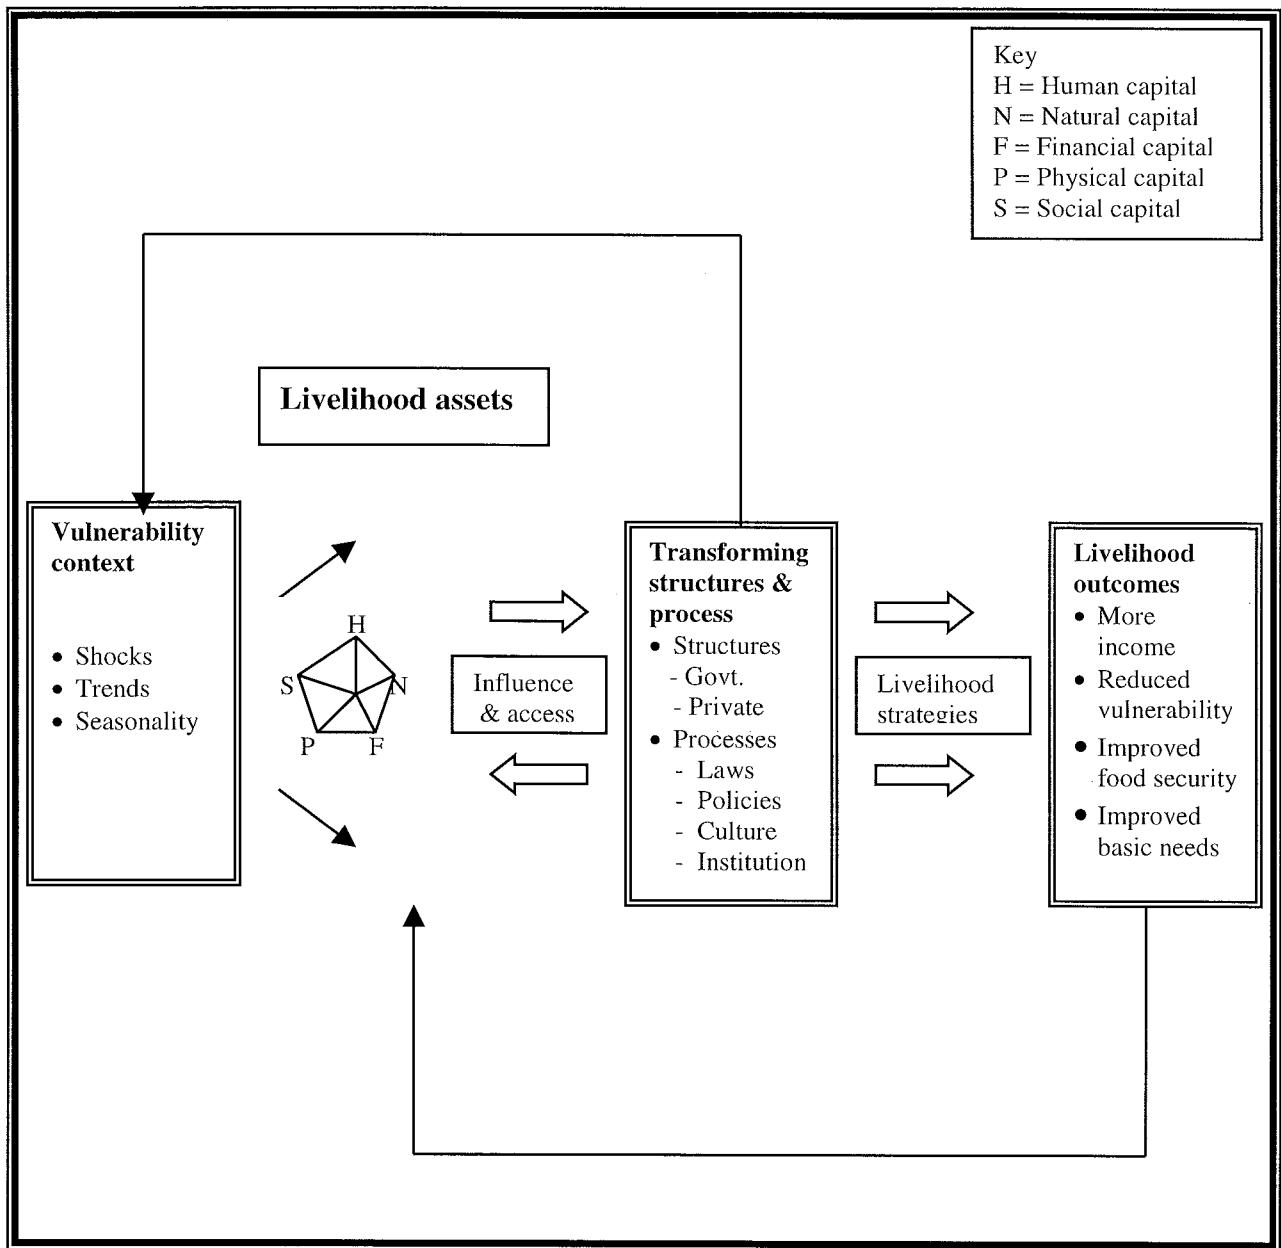 Key
H = Human capital
N = Natural capital
F = Financial capital
P = Physical capital
S = Social capital
Livelihood assets
Vulnerability
context
• Shocks
• Trends
• Seasonality
H
S
N
P
F
Influence
& access
Transforming
structures &
process
• Structures
- Govt.
- Private
• Processes
- Laws
- Policies
- Culture
- Institution
Livelihood
strategies
Livelihood
outcomes
• More
income
• Reduced
vulnerability
• Improved
food security
• Improved
basic needs